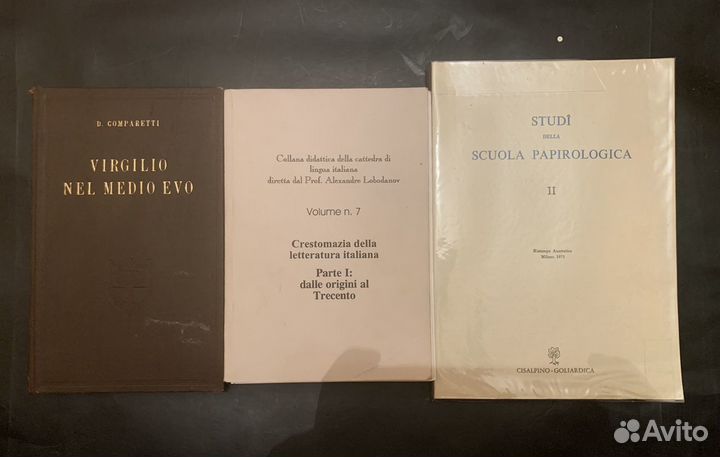 D. COMPARETTI
VIRGILIO
NEL MEDIO EVO
Collana didattica della cattedra di
lingua italiana
diretta dal Prof. Alexandre Lobodanov
Volume n. 7
Crestomazia della
letteratura italiana
Parte I:
dalle origini al
Trecento
STUDÎ
DELLA
SCUOLA PAPIROLOGICA
II
Ristampa Anastatica
Milano 1971
CISALPINO-GOLIARDICA
Avito